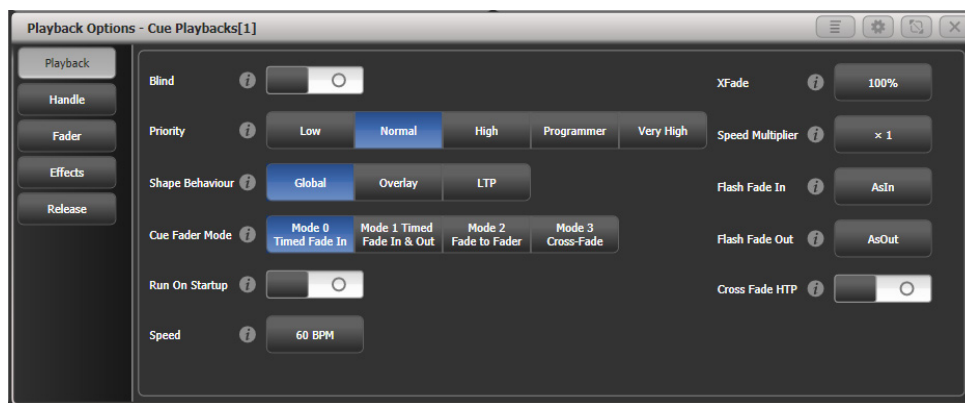 Playback Options - Cue Playbacks[1]
Playback
Handle
Fader
Effects
Release
Blind
Priority
Low
Normal
High
Programmer
Very High
Shape Behaviour
Global
Overlay
LTP
Cue Fader Mode
Mode 0
Timed Fade In
Mode 1 Timed
Fade In & Out
Mode 2
Fade to Fader
Mode 3
Cross-Fade
Run On Startup
Speed
60 BPM
XFade
100%
Speed Multiplier
× 1
Flash Fade In
AsIn
Flash Fade Out
AsOut
Cross Fade HTP